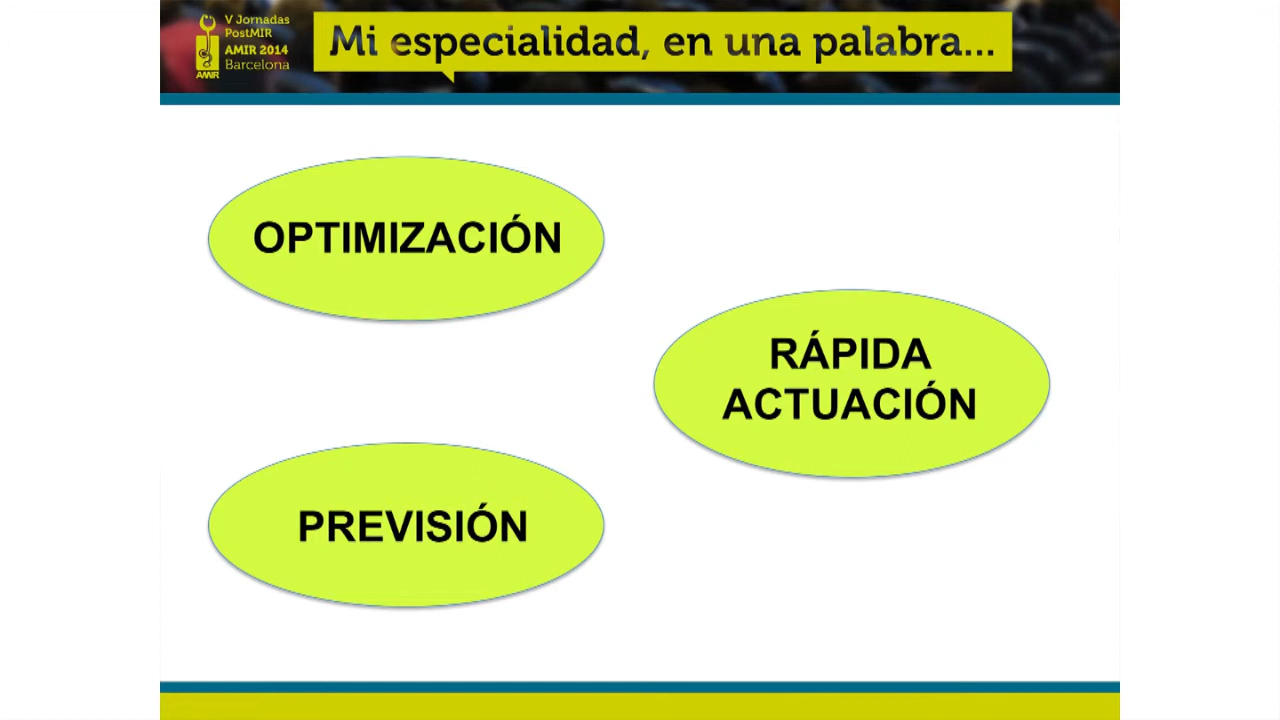 V Jornadas
PostMIR
AMIR 2014
Barcelona
AMIR
Mi especialidad, en una palabra...
OPTIMIZACIÓN
RÁPIDA
ACTUACIÓN
PREVISIÓN